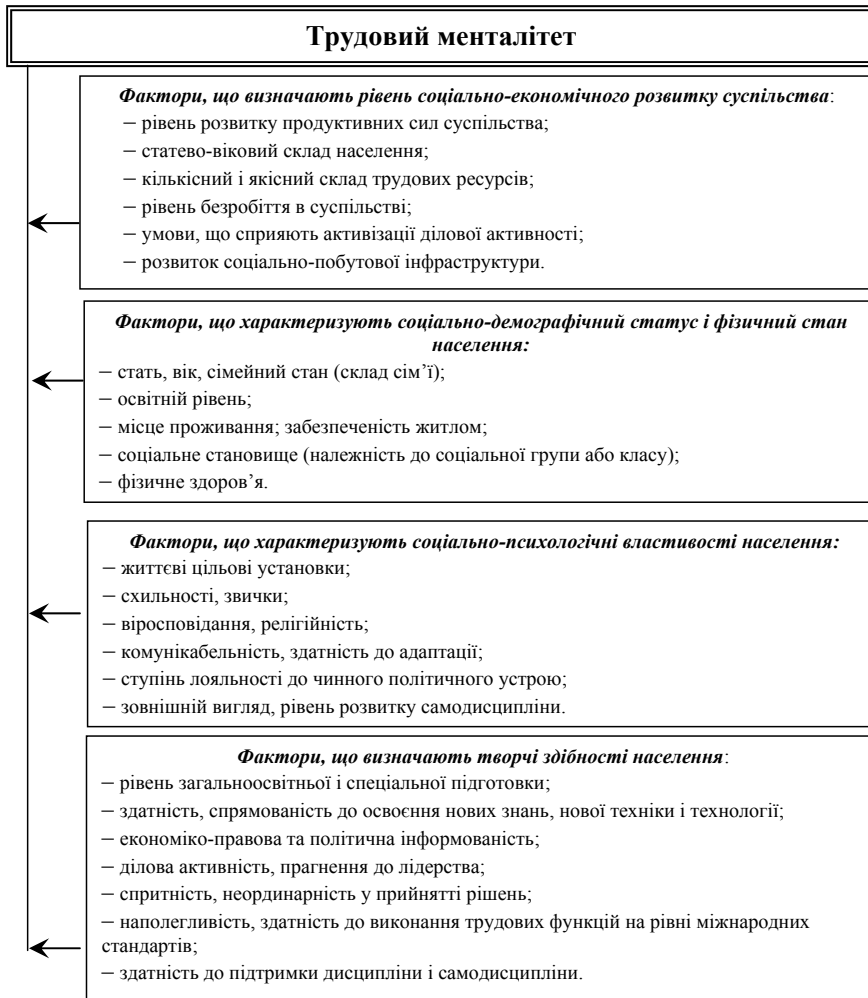 Трудовий менталітет
Фактори, що визначають рівень соціально-економічного розвитку суспільства:
– рівень розвитку продуктивних сил суспільства;
– статево-віковий склад населення;
– кількісний і якісний склад трудових ресурсів;
– рівень безробіття в суспільстві;
– умови, що сприяють активізації ділової активності;
– розвиток соціально-побутової інфраструктури.
Фактори, що характеризують соціально-демографічний статус і фізичний стан
населення:
– стать, вік, сімейний стан (склад сім’ї);
– освітній рівень;
– місце проживання; забезпеченість житлом;
– соціальне становище (належність до соціальної групи або класу);
– фізичне здоров’я.
Фактори, що характеризують соціально-психологічні властивості населення:
– життєві цільові установки;
– схильності, звички;
– віросповідання, релігійність;
– комунікабельність, здатність до адаптації;
– ступінь лояльності до чинного політичного устрою;
– зовнішній вигляд, рівень розвитку самодисципліни.
Фактори, що визначають творчі здібності населення:
– рівень загальноосвітньої і спеціальної підготовки;
– здатність, спрямованість до освоєння нових знань, нової техніки і технології;
– економіко-правова та політична інформованість;
– ділова активність, прагнення до лідерства;
– спритність, неординарність у прийнятті рішень;
– наполегливість, здатність до виконання трудових функцій на рівні міжнародних
стандартів;
– здатність до підтримки дисципліни і самодисципліни.